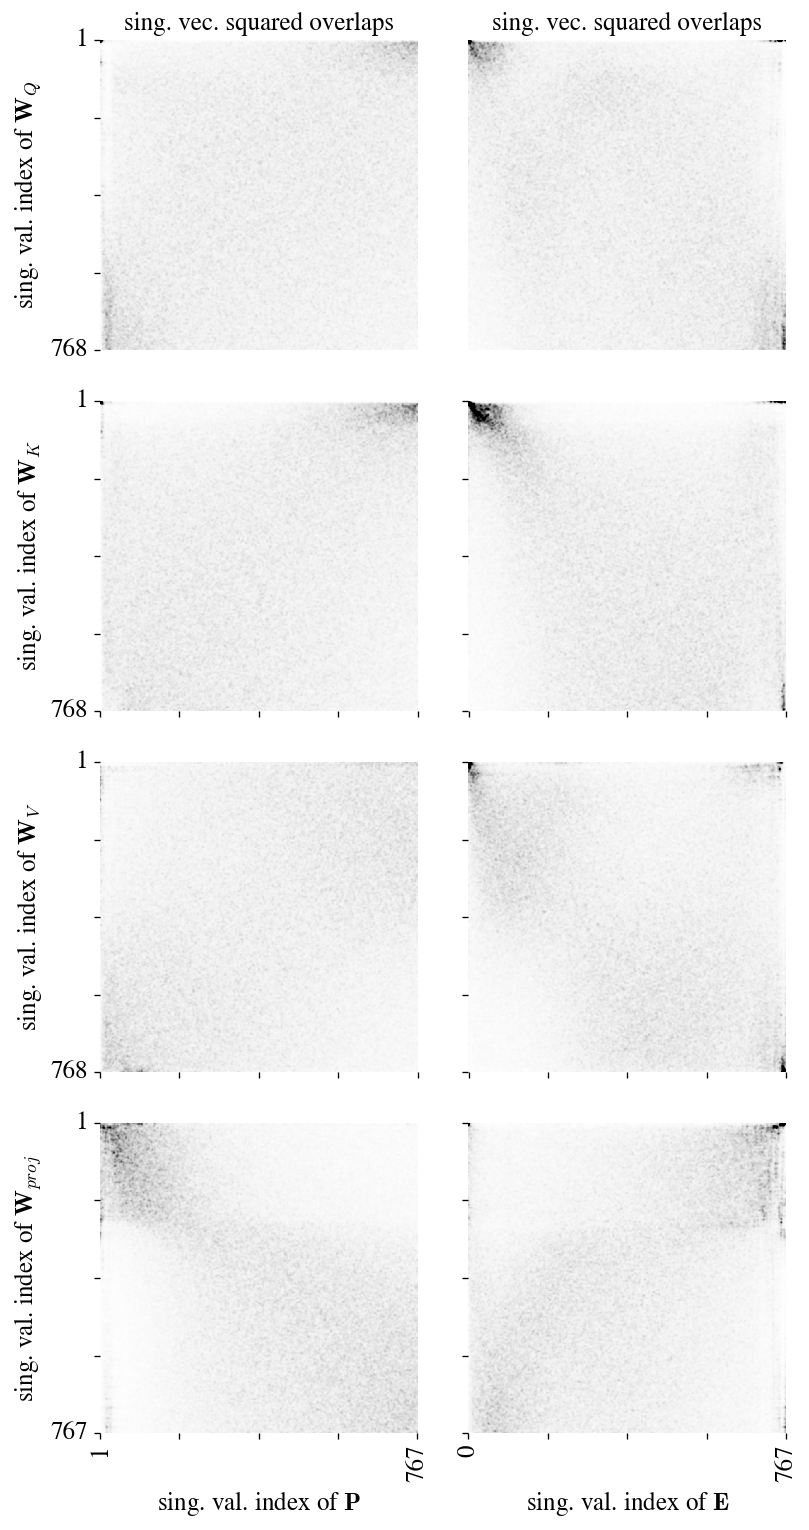 sing. vec. squared overlaps sing. vec. squared overlaps
1
sing. val. index of W_Q
768
1
sing. val. index of W_K
768
1
sing. val. index of W_V
768
1
sing. val. index of W_proj
767
1 767 0 767
sing. val. index of P sing. val. index of E